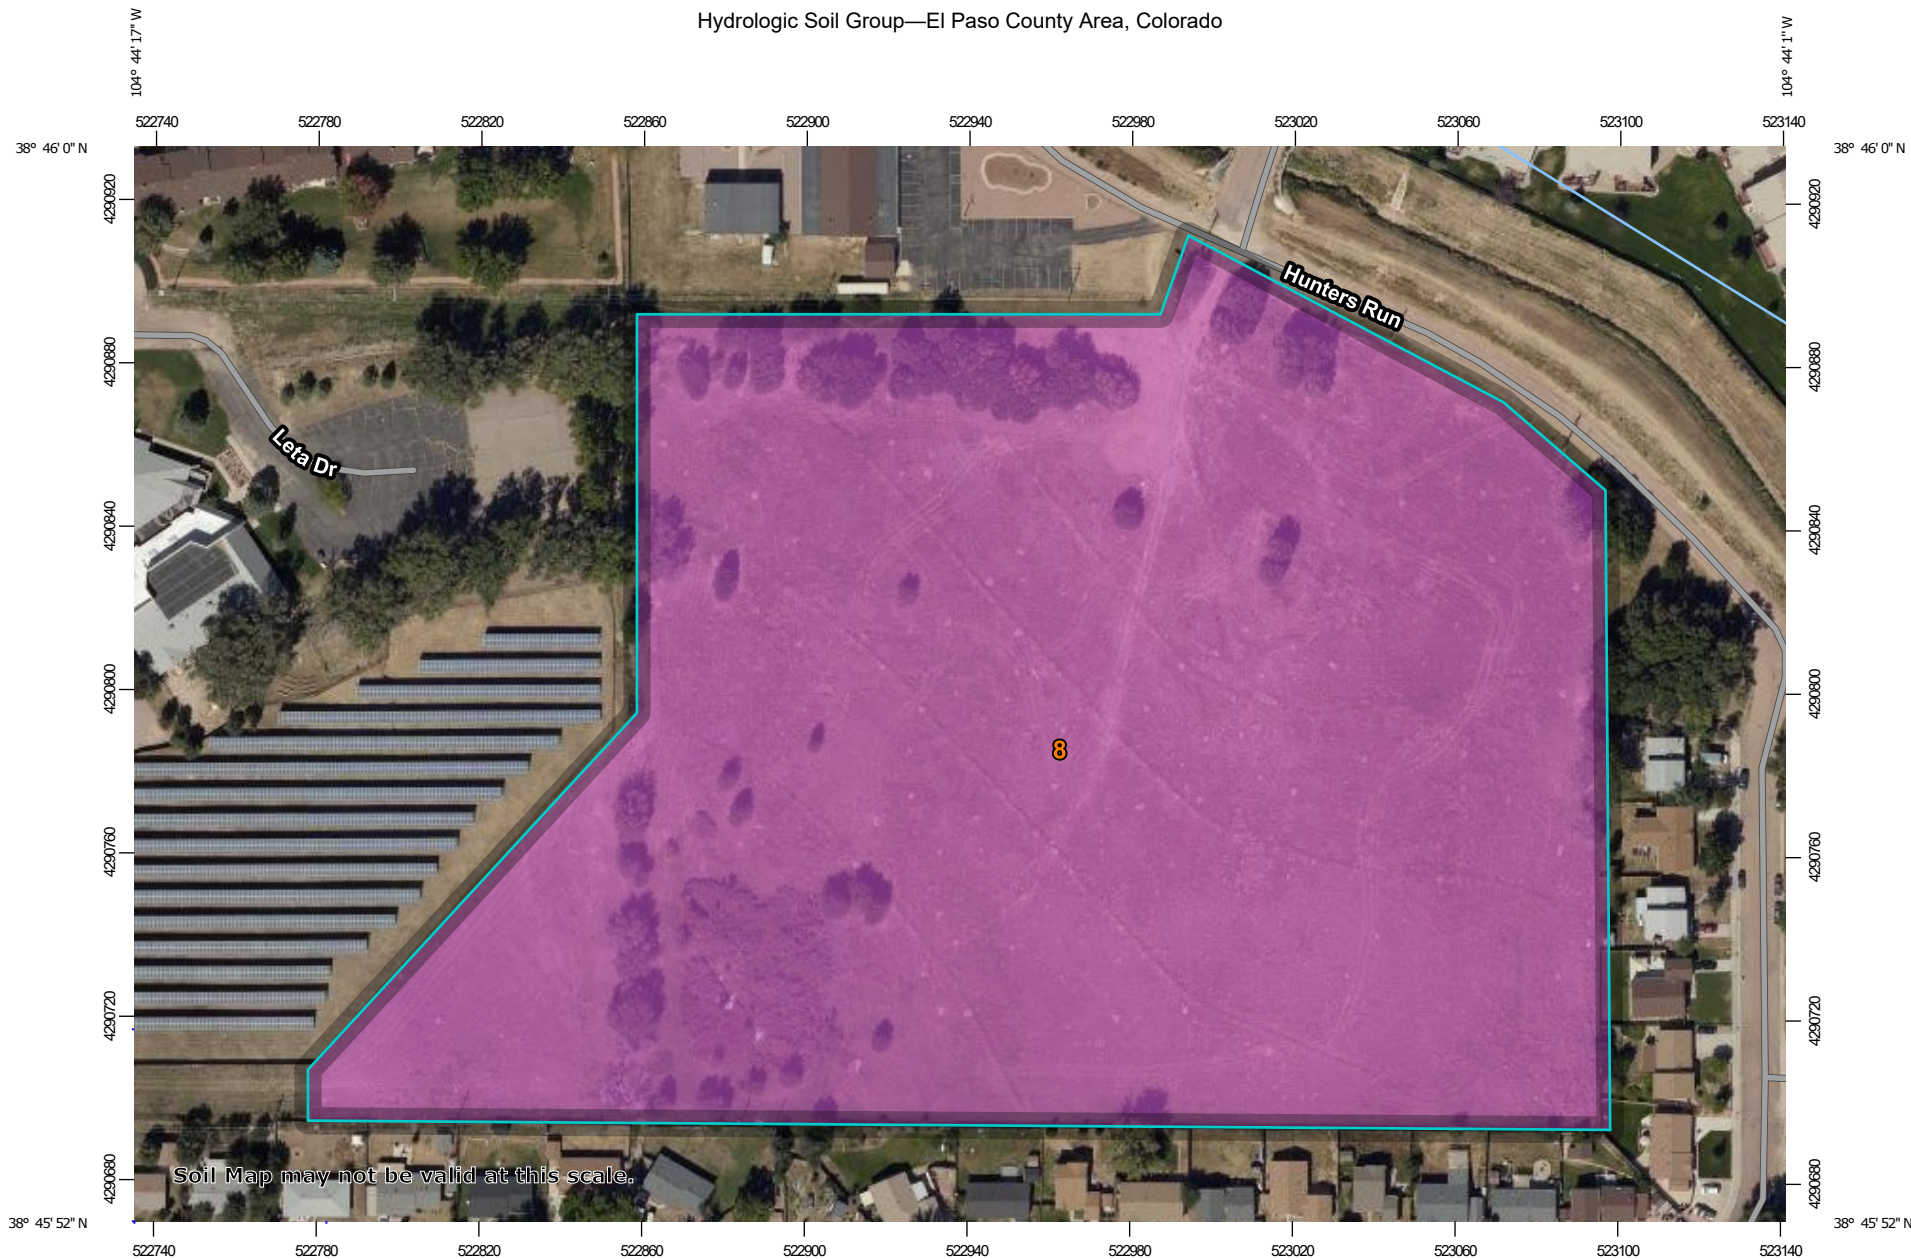 Hydrologic Soil Group—El Paso County Area, Colorado
104° 44' 17" W
104° 44' 1" W
522740 522780 522820 522860 522900 522940 522980 523020 523060 523100 523140
38° 46' 0" N
38° 46' 0" N
4290920
4290920
Hunters Run
4290880
4290880
Leta Dr
4290840
4290840
4290800
4290800
8
4290760
4290760
4290720
4290720
4290680
4290680
Soil Map may not be valid at this scale.
38° 45' 52" N
38° 45' 52" N
522740 522780 522820 522860 522900 522940 522980 523020 523060 523100 523140